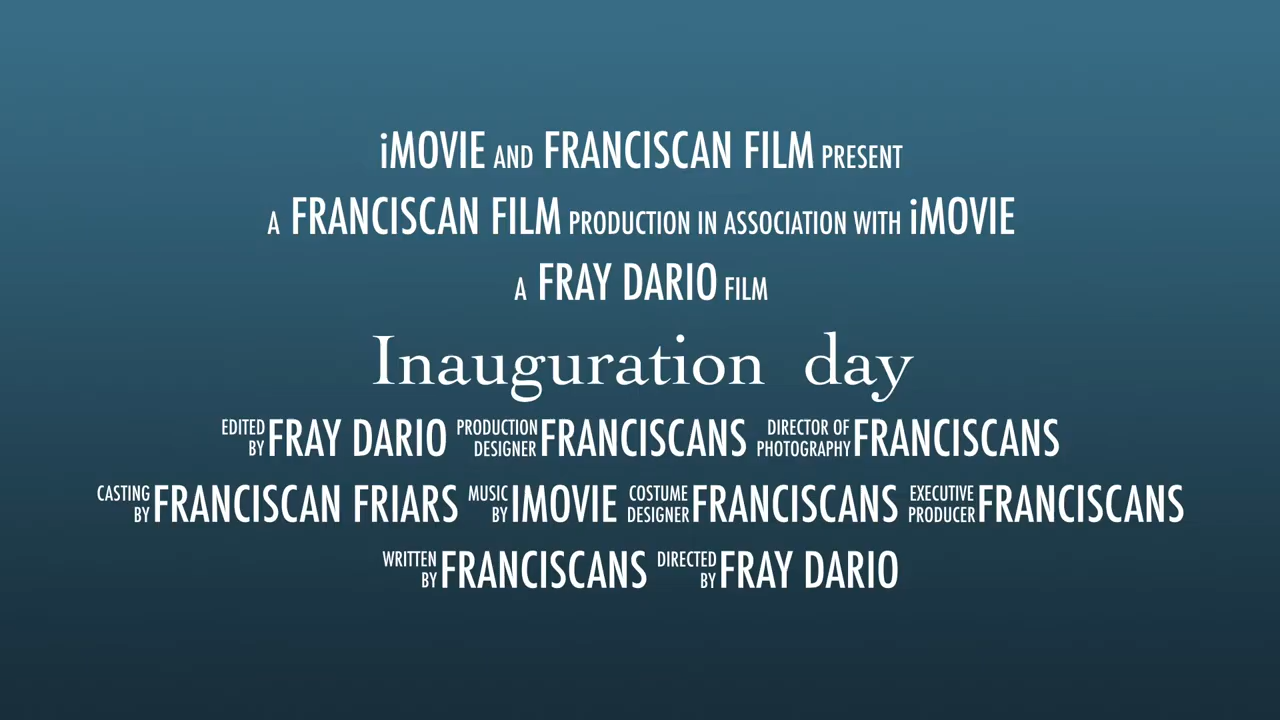 iMOVIE AND FRANCISCAN FILM PRESENT
A FRANCISCAN FILM PRODUCTION IN ASSOCIATION WITH iMOVIE
A FRAY DARIO FILM
Inauguration day
EDITED BY FRAY DARIO PRODUCTION DESIGNER FRANCISCANS DIRECTOR OF PHOTOGRAPHY FRANCISCANS
CASTING BY FRANCISCAN FRIARS MUSIC BY IMOVIE COSTUME DESIGNER FRANCISCANS EXECUTIVE PRODUCER FRANCISCANS
WRITTEN BY FRANCISCANS DIRECTED BY FRAY DARIO